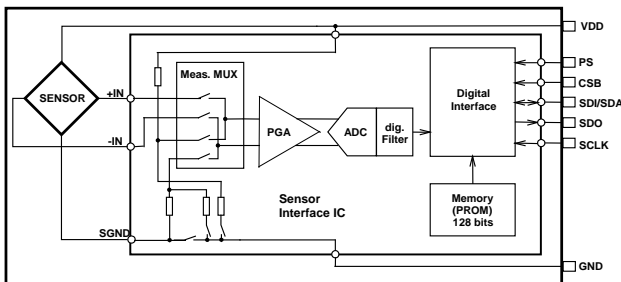 VDD
PS
CSB
SDI/SDA
SDO
SCLK
GND
SENSOR
+IN
-IN
SGND
Meas. MUX
PGA
ADC
dig.
Filter
Digital
Interface
Memory
(PROM)
128 bits
Sensor
Interface IC